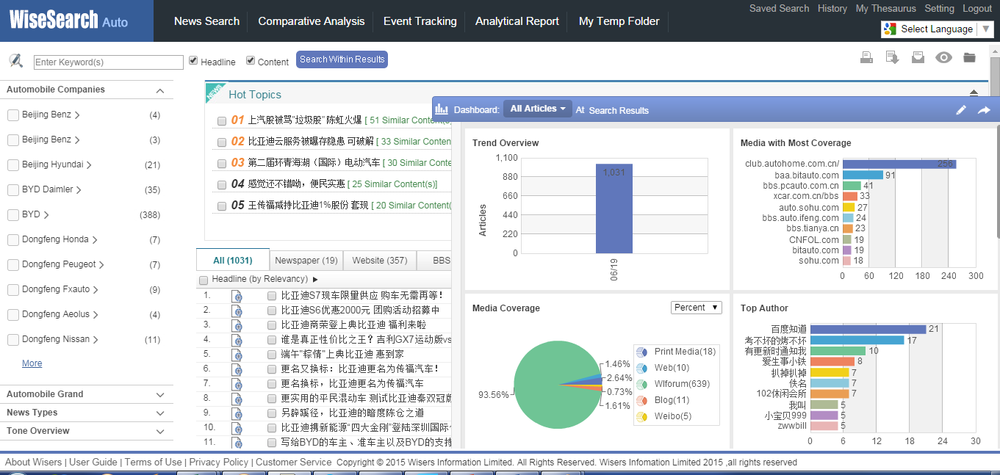 Saved Search History My Thesaurus Setting Logout
WiseSearch Auto
News Search Comparative Analysis Event Tracking Analytical Report My Temp Folder
Select Language ▼
Enter Keyword(s) Headline Content Search Within Results
Automobile Companies
Beijing Benz (4)
Beijing Benz (3)
Beijing Hyundai (21)
BYD Daimler (35)
BYD (388)
Dongfeng Honda (7)
Dongfeng Peugeot (7)
Dongfeng Fxauto (9)
Dongfeng Aeolus (4)
Dongfeng Nissan (11)
More
Automobile Grand
News Types
Tone Overview
NEWS
Hot Topics
01 上汽股被骂"垃圾股" 陈虹火爆 [ 51 Similar Content(s)
02 比亚迪云服务被曝存隐患 可破解 [ 33 Similar Conten
03 第二届环青海湖（国际）电动汽车 [ 30 Similar Conte
04 感觉还不错呦，便民实惠 [ 25 Similar Content(s)]
05 王传福减持比亚迪1%股份 套现 [ 20 Similar Content(
All (1031) Newspaper (19) Website (357) BBS
Headline (by Relevancy) ▶
1. 比亚迪S7现车限量供应 购车无需再等！
2. 比亚迪S6优惠2000元 团购活动招募中
3. 比亚迪商荣登上典比亚迪 福利来啦
4. 谁是真正性价比之王？吉利GX7运动版vs
5. 端午"粽情"上典比亚迪 惠到家
6. 更名又换标：比亚迪更名为传福汽车！
7. 更名换标，比亚迪更名为传福汽车
8. 更实用的平民混动车 测试比亚迪秦双冠版
9. 另辟蹊径，比亚迪的暗度陈仓之道
10. 比亚迪携新能源"四大金刚"登陆深圳国际
11. 写给BYD的车主、准车主以及BYD的支持
Dashboard: All Articles At Search Results
Trend Overview
1,100
880
660
440
220
0
Articles
1,031
06/19
Media with Most Coverage
club.autohome.com.cn/ 256
baa.bitauto.com 91
bbs.pcauto.com.cn 41
xcar.com.cn/bbs 33
auto.sohu.com 27
bbs.auto.ifeng.com 24
bbs.tianya.cn 23
CNFOL.com 19
bitauto.com 19
sohu.com 18
0 60 120 180 240 300
Media Coverage Percent ▼
93.56%
1.46%
2.64%
0.73%
1.61%
Print Media(18)
Web(10)
WIforum(639)
Blog(11)
Weibo(5)
Top Author
百度知道 21
考不坏的烤不坏 17
有更新时通知我 10
爱生事小铁 8
扒掉扒掉 7
佚名 7
102休闲会所 7
我叫 5
小宝贝999 5
zwwbill 5
0 6 12 18 24 30
About Wisers | User Guide | Terms of Use | Privacy Policy | Customer Service Copyright © 2015 Wisers Information Limited. All Rights Reserved. Wisers Infomation Limited 2015 ,all rights reserved